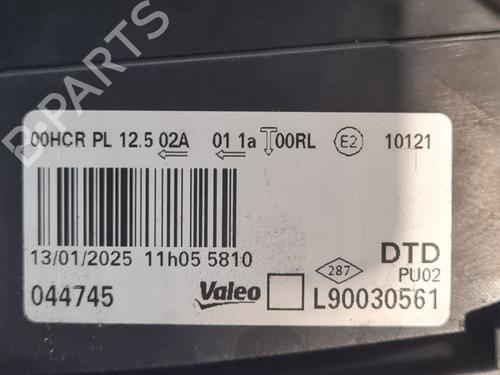 B-PARTS
00HCR PL 12.5 02A 01 1a 00RL E2 10121
13/01/2025 11h05 5810
287
DTD
PU02
044745 Valeo L90030561